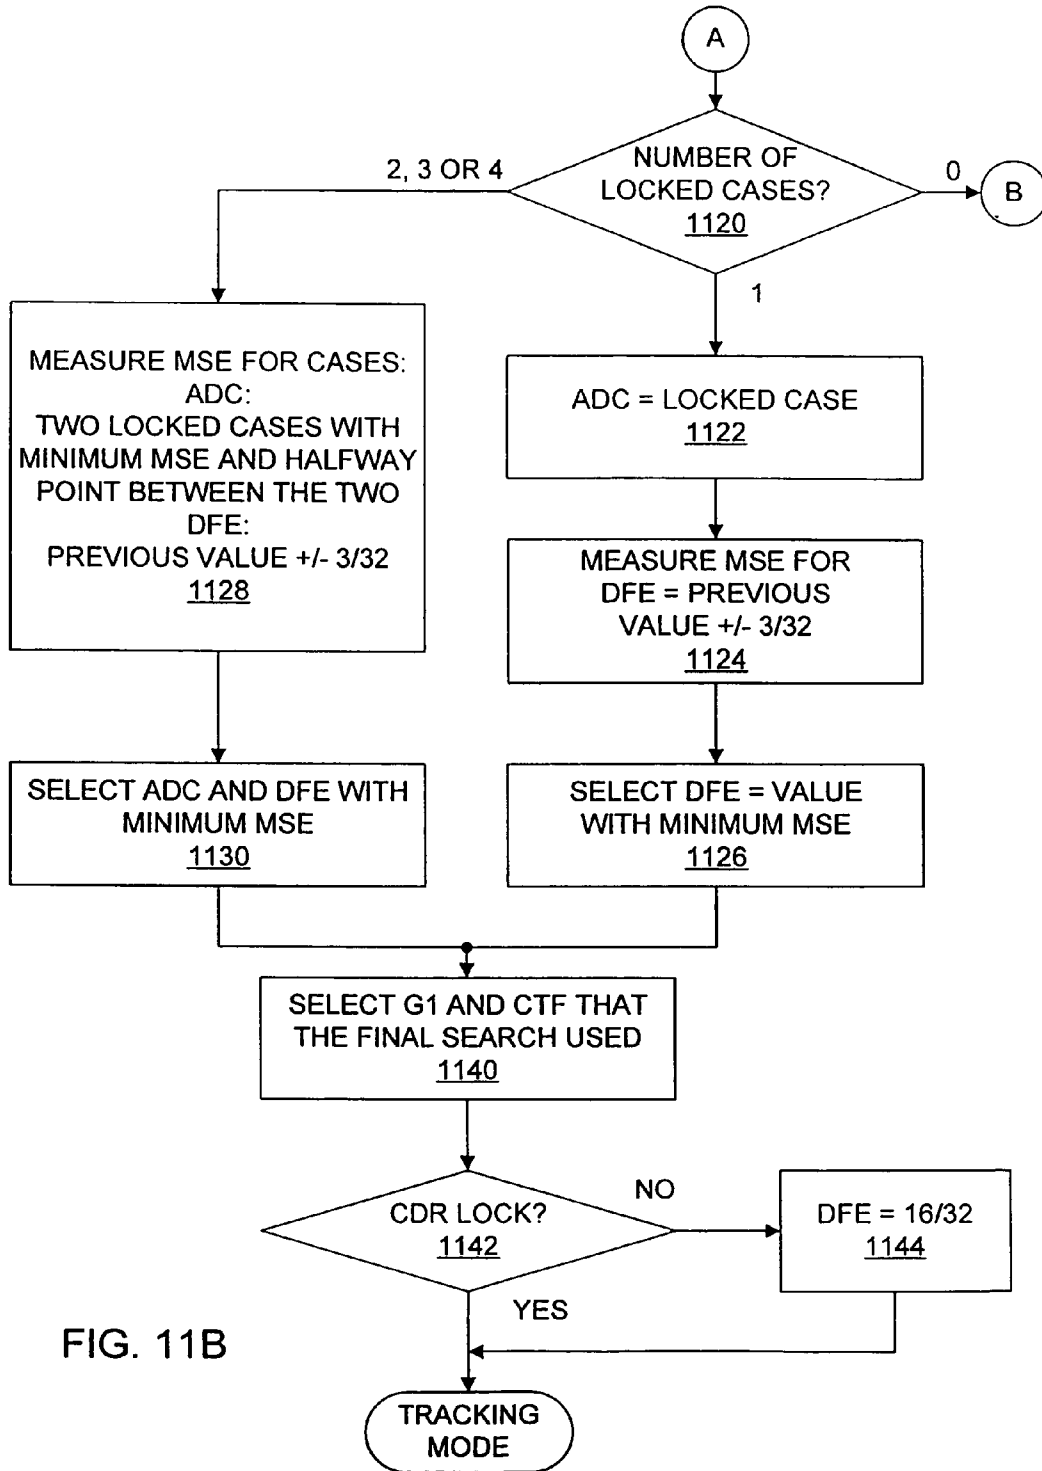 A
NUMBER OF
LOCKED CASES?
1120
2, 3 OR 4
0
B
1
MEASURE MSE FOR CASES:
ADC:
TWO LOCKED CASES WITH
MINIMUM MSE AND HALFWAY
POINT BETWEEN THE TWO
DFE:
PREVIOUS VALUE +/- 3/32
1128
ADC = LOCKED CASE
1122
MEASURE MSE FOR
DFE = PREVIOUS
VALUE +/- 3/32
1124
SELECT ADC AND DFE WITH
MINIMUM MSE
1130
SELECT DFE = VALUE
WITH MINIMUM MSE
1126
SELECT G1 AND CTF THAT
THE FINAL SEARCH USED
1140
CDR LOCK?
1142
NO
DFE = 16/32
1144
YES
FIG. 11B
TRACKING
MODE